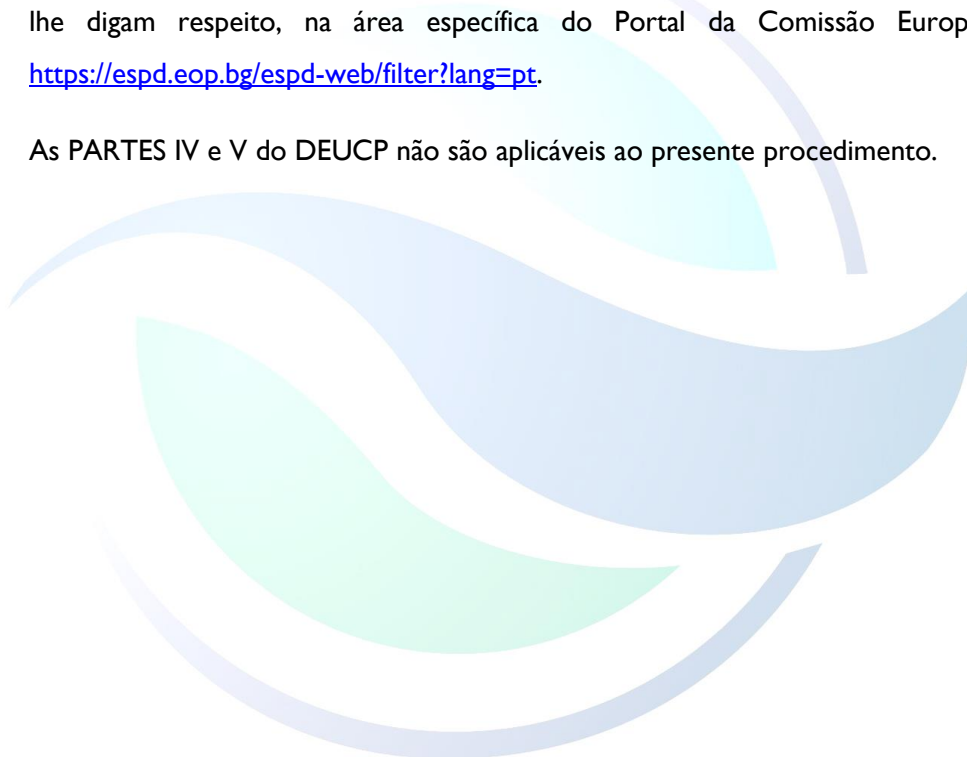 lhe digam respeito, na área específica do Portal da Comissão Europ
https://espd.eop.bg/espd-web/filter?lang=pt.
As PARTES IV e V do DEUCP não são aplicáveis ao presente procedimento.